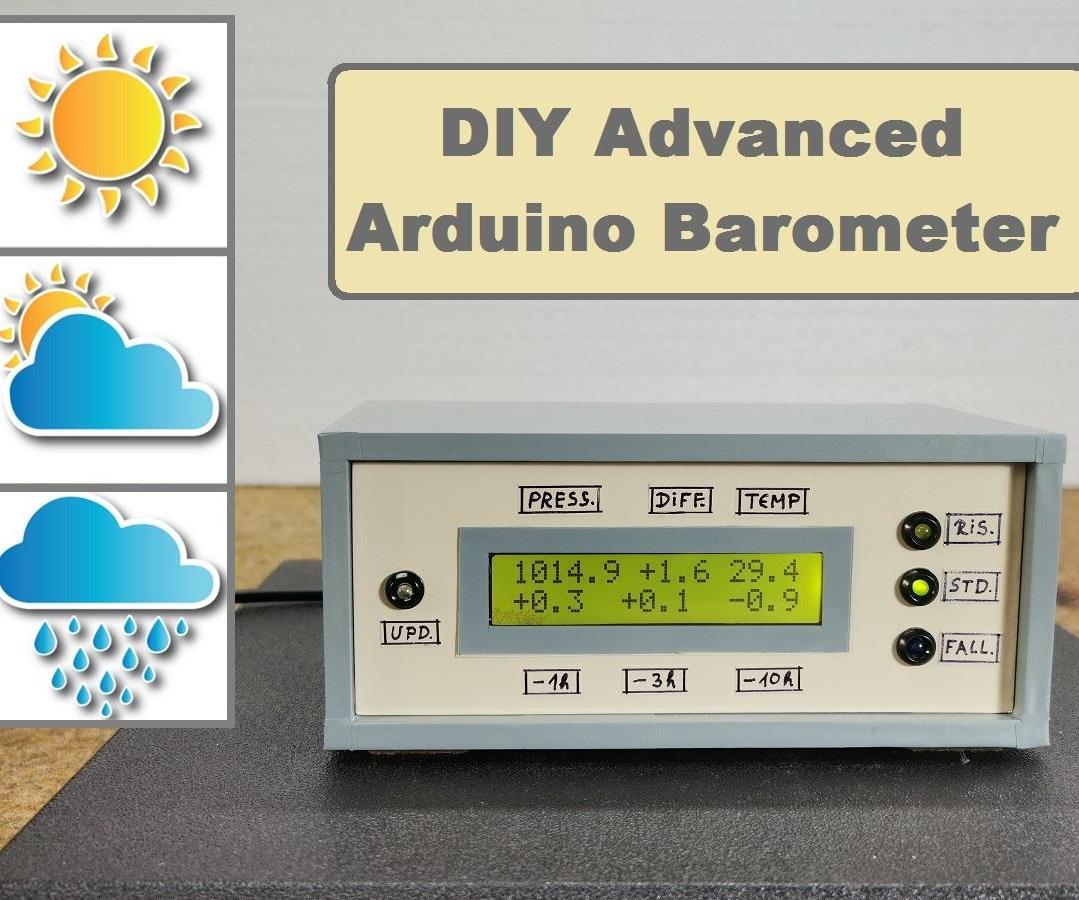 DIY Advanced
Arduino Barometer
PRESS. DIFF. TEMP
1014.9 +1.6 29.4
+0.3 +0.1 -0.9
UPD.
-1h -3h -10h
RIS.
STD.
FALL.